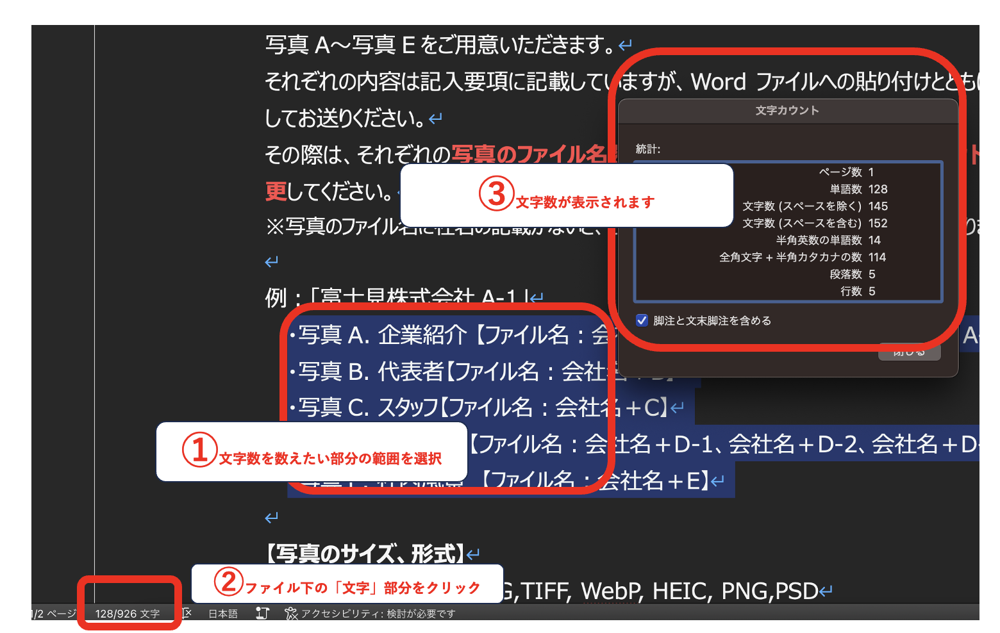 写真 A～写真 E をご用意いただきます。↵
それぞれの内容は記入要項に記載していますが、Word ファイルへの貼り付けととも
してお送りください。↵
その際は、それぞれの写真のファイル名
更してください。
※写真のファイル名に社名の記載がないと、
↵
例：「富士見株式会社 A-1」↵
・写真 A. 企業紹介【ファイル名：会
A-
・写真 B. 代表者【ファイル名：会社名＋B】
・写真 C. スタッフ【ファイル名：会社名＋C】↵
【ファイル名：会社名＋D-1、会社名＋D-2、会社名＋D-
【ファイル名：会社名＋E】↵
↵
【写真のサイズ、形式】↵
G,TIFF, WebP, HEIC, PNG,PSD↵
文字カウント
統計:
ページ数 1
単語数 128
文字数 (スペースを除く) 145
文字数 (スペースを含む) 152
半角英数の単語数 14
全角文字 + 半角カタカナの数 114
段落数 5
行数 5
脚注と文末脚注を含める
閉じる
①文字数を数えたい部分の範囲を選択
②ファイル下の「文字」部分をクリック
③文字数が表示されます
1/2 ページ
128/926 文字
日本語
アクセシビリティ: 検討が必要です